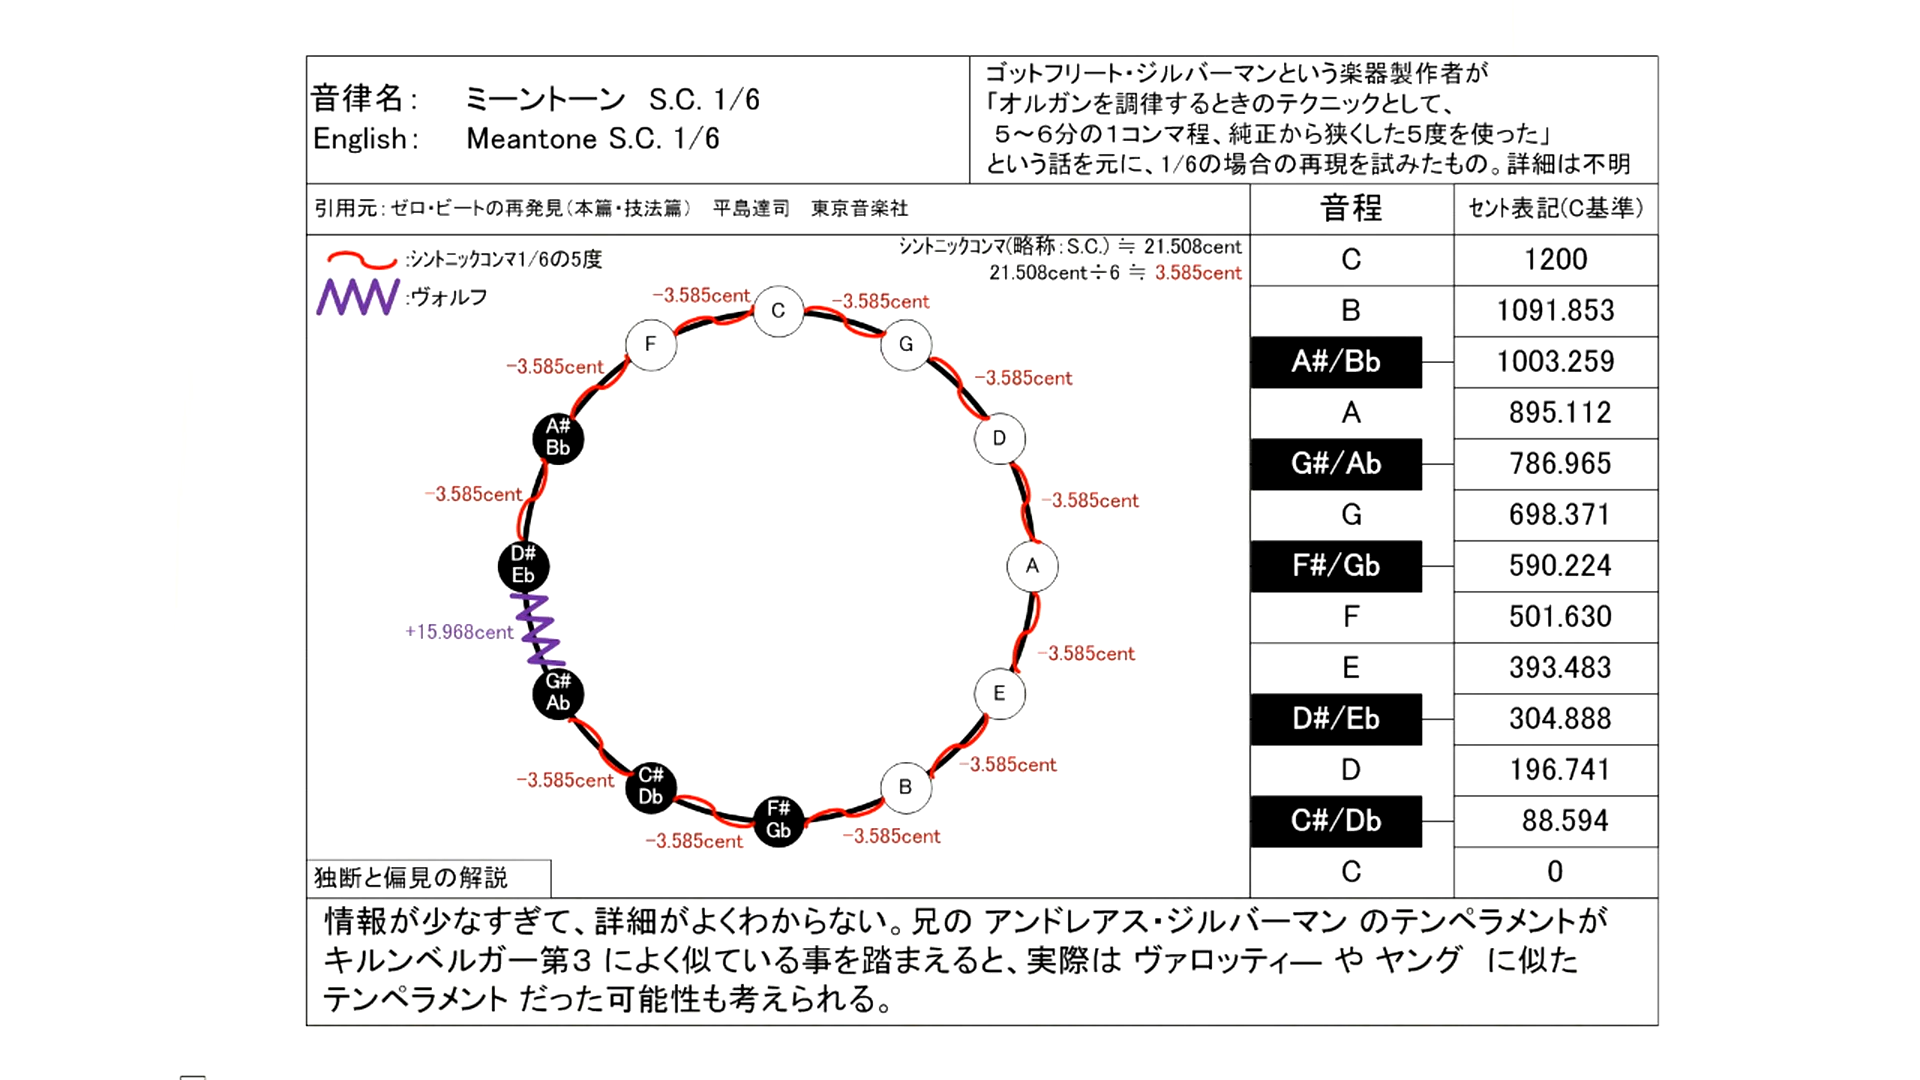 音律名： ミーントーン S.C. 1/6
English： Meantone S.C. 1/6
ゴットフリート・ジルバーマンという楽器製作者が
「オルガンを調律するときのテクニックとして、
５～６分の１コンマ程、純正から狭くした５度を使った」
という話を元に、1/6の場合の再現を試みたもの。詳細は不明
引用元：ゼロ・ビートの再発見（本篇・技法篇） 平島達司 東京音楽社
音程 セント表記(C基準)
:シントニックコンマ1/6の5度
:ヴォルフ
シントニックコンマ(略称：S.C.) ≒ 21.508cent
21.508cent÷6 ≒ 3.585cent
C
-3.585cent
G
-3.585cent
D
-3.585cent
A
-3.585cent
E
-3.585cent
B
-3.585cent
F#
Gb
-3.585cent
C#
Db
-3.585cent
G#
Ab
+15.968cent
D#
Eb
-3.585cent
A#
Bb
-3.585cent
F
-3.585cent
C 1200
B 1091.853
A#/Bb 1003.259
A 895.112
G#/Ab 786.965
G 698.371
F#/Gb 590.224
F 501.630
E 393.483
D#/Eb 304.888
D 196.741
C#/Db 88.594
C 0
独断と偏見の解説
情報が少なすぎて、詳細がよくわからない。兄の アンドレアス・ジルバーマン のテンペラメントが
キルンベルガー第３ によく似ている事を踏まえると、実際は ヴァロッティー や ヤング に似た
テンペラメント だった可能性も考えられる。